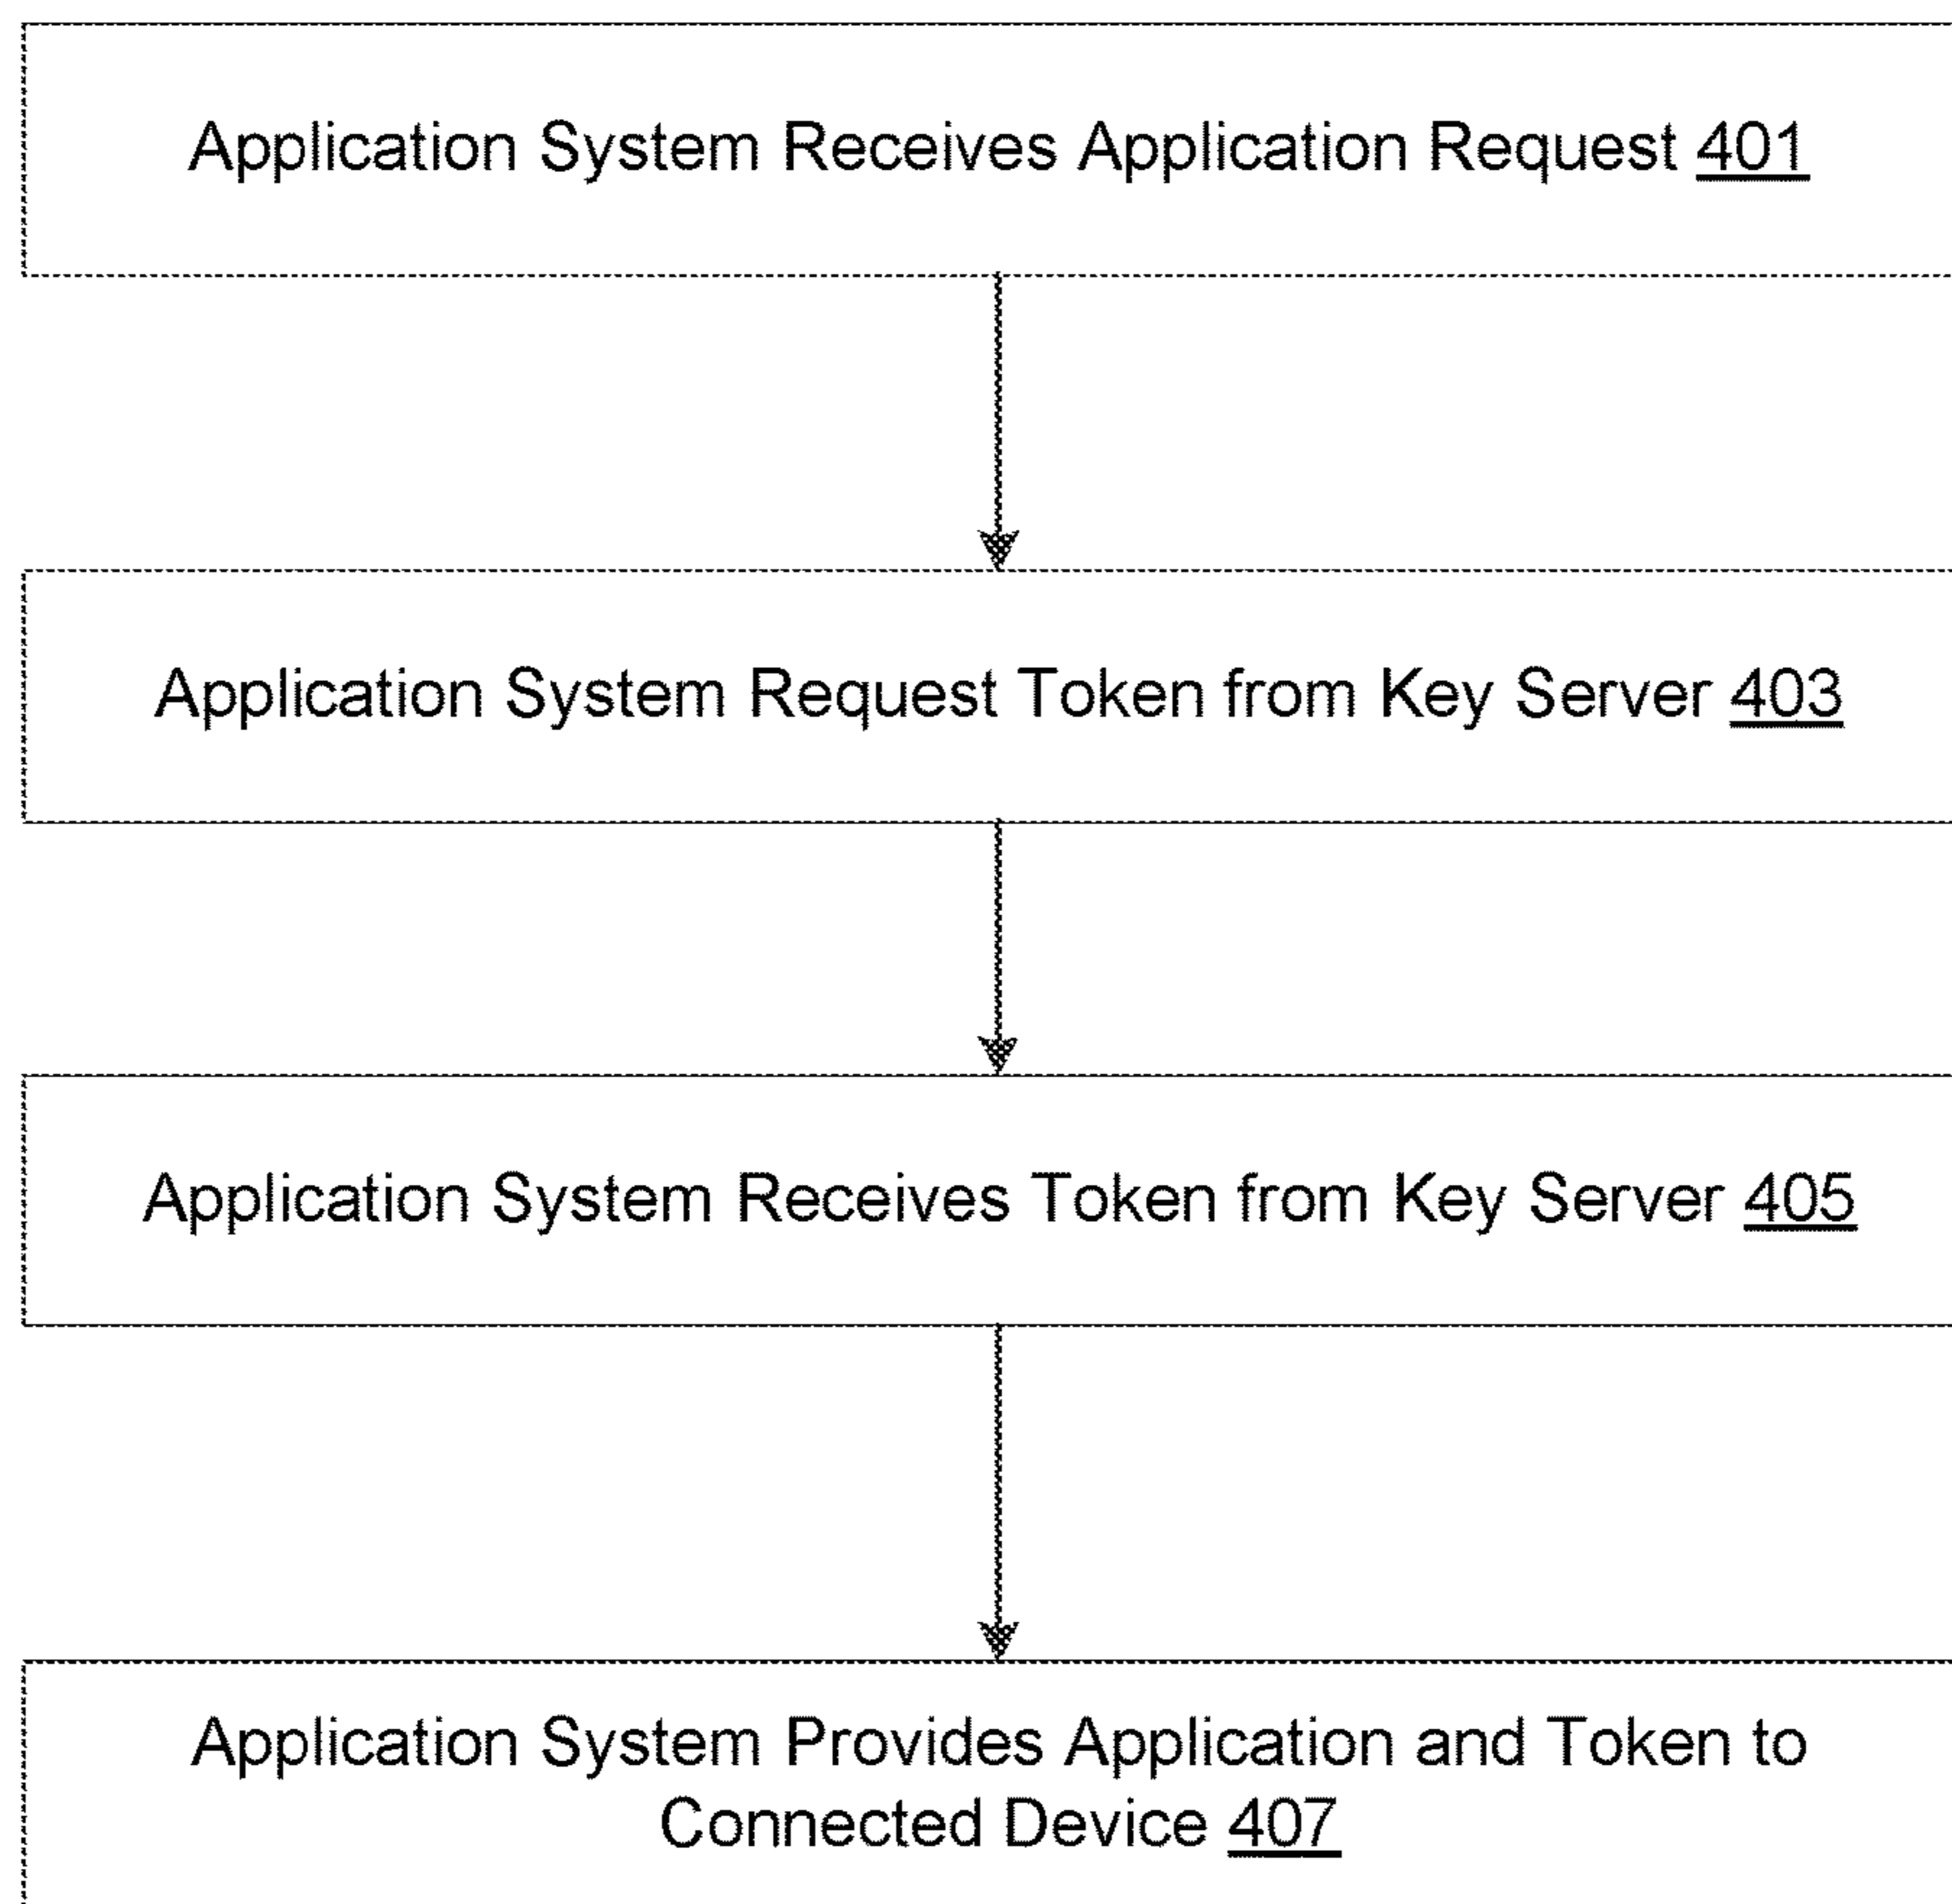 Application System Receives Application Request 401
Application System Request Token from Key Server 403
Application System Receives Token from Key Server 405
Application System Provides Application and Token to
Connected Device 407